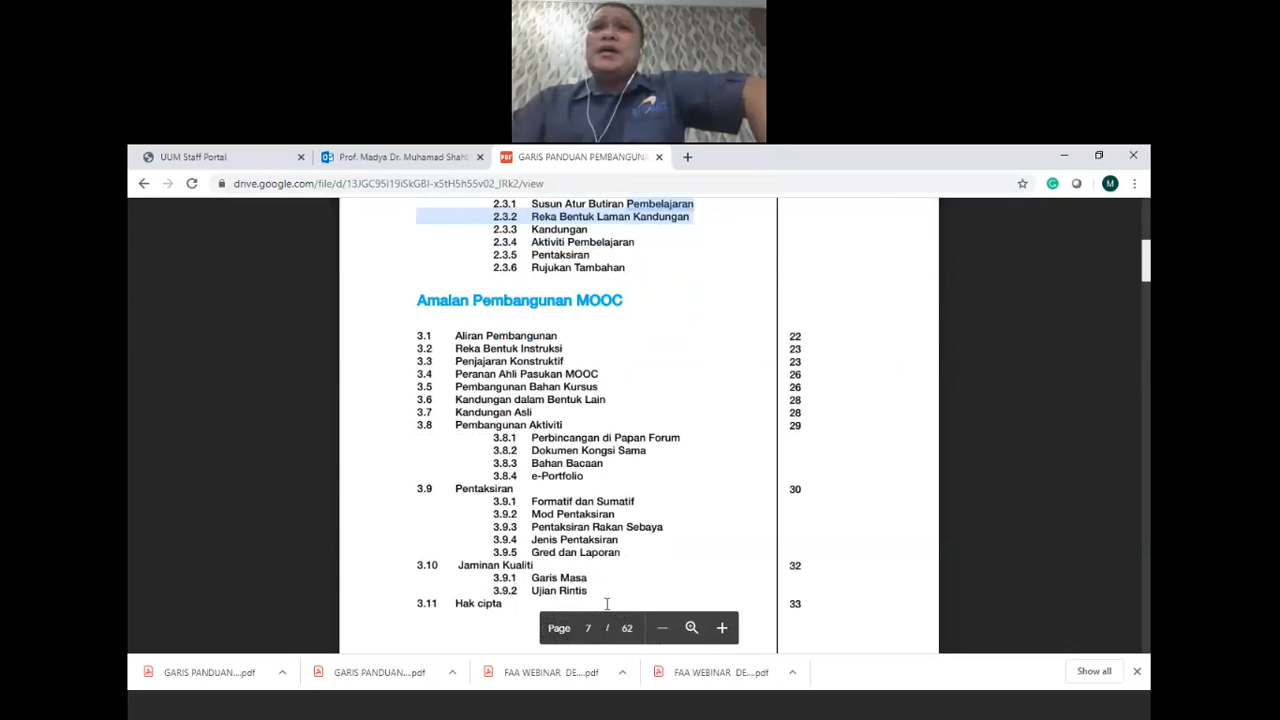 UUM Staff Portal
Prof. Madya Dr. Muhamad Shahb
GARIS PANDUAN PEMBANGUNA
drive.google.com/file/d/13JGC95I19iSkGBI-x5tH5h55v02_IRk2/view
M
2.3.1 Susun Atur Butiran Pembelajaran
2.3.2 Reka Bentuk Laman Kandungan
2.3.3 Kandungan
2.3.4 Aktiviti Pembelajaran
2.3.5 Pentaksiran
2.3.6 Rujukan Tambahan
Amalan Pembangunan MOOC
3.1 Aliran Pembangunan 22
3.2 Reka Bentuk Instruksi 23
3.3 Penjajaran Konstruktif 23
3.4 Peranan Ahli Pasukan MOOC 26
3.5 Pembangunan Bahan Kursus 26
3.6 Kandungan dalam Bentuk Lain 28
3.7 Kandungan Asli 28
3.8 Pembangunan Aktiviti 29
3.8.1 Perbincangan di Papan Forum
3.8.2 Dokumen Kongsi Sama
3.8.3 Bahan Bacaan
3.8.4 e-Portfolio
3.9 Pentaksiran 30
3.9.1 Formatif dan Sumatif
3.9.2 Mod Pentaksiran
3.9.3 Pentaksiran Rakan Sebaya
3.9.4 Jenis Pentaksiran
3.9.5 Gred dan Laporan
3.10 Jaminan Kualiti 32
3.9.1 Garis Masa
3.9.2 Ujian Rintis
3.11 Hak cipta 33
Page 7 / 62
GARIS PANDUAN....pdf
GARIS PANDUAN....pdf
FAA WEBINAR DE....pdf
FAA WEBINAR DE....pdf
Show all